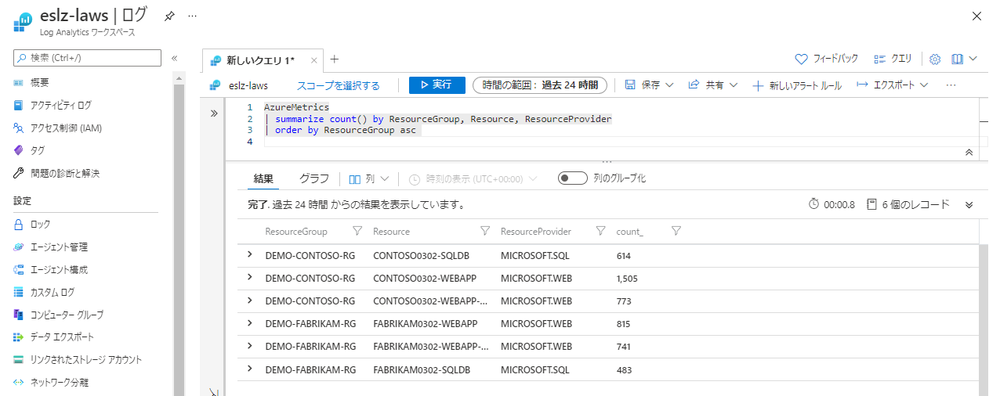 eslz-laws | ログ
Log Analytics ワークスペース
検索 (Ctrl+/)
概要
アクティビティ ログ
アクセス制御 (IAM)
タグ
問題の診断と解決
設定
ロック
エージェント管理
エージェント構成
カスタム ログ
コンピューター グループ
データ エクスポート
リンクされたストレージ アカウント
ネットワーク分離
新しいクエリ 1*
フィードバック
クエリ
eslz-laws スコープを選択する 実行 時間の範囲 : 過去 24 時間 保存 共有 新しいアラート ルール エクスポート
1 AzureMetrics
2 | summarize count() by ResourceGroup, Resource, ResourceProvider
3 | order by ResourceGroup asc
4
結果 グラフ 列 時刻の表示 (UTC+00:00) 列のグループ化
完了. 過去 24 時間 からの結果を表示しています。 00:00.8 6 個のレコード
ResourceGroup Resource ResourceProvider count_
DEMO-CONTOSO-RG CONTOSO0302-SQLDB MICROSOFT.SQL 614
DEMO-CONTOSO-RG CONTOSO0302-WEBAPP MICROSOFT.WEB 1,505
DEMO-CONTOSO-RG CONTOSO0302-WEBAPP-... MICROSOFT.WEB 773
DEMO-FABRIKAM-RG FABRIKAM0302-WEBAPP MICROSOFT.WEB 815
DEMO-FABRIKAM-RG FABRIKAM0302-WEBAPP-... MICROSOFT.WEB 741
DEMO-FABRIKAM-RG FABRIKAM0302-SQLDB MICROSOFT.SQL 483